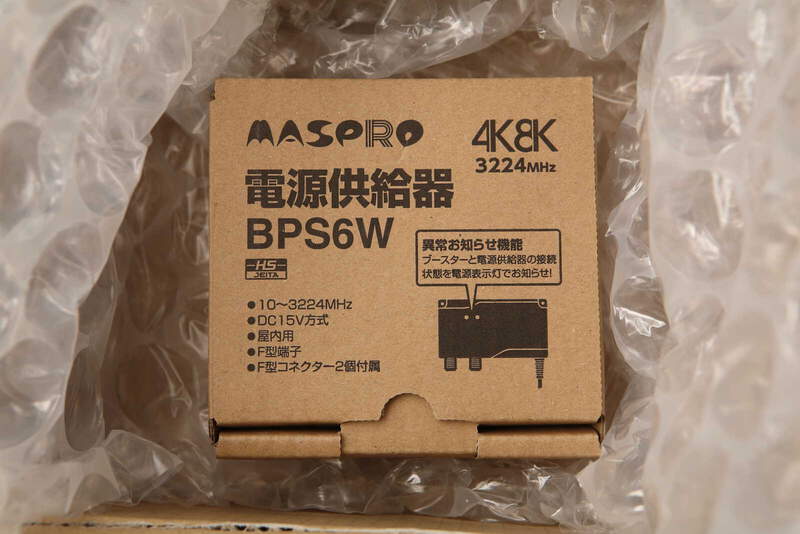 MASPRO
4K8K
3224MHz
電源供給器
BPS6W
HS
JEITA
異常お知らせ機能
ブースターと電源供給器の接続
状態を電源表示灯でお知らせ!
●10〜3224MHz
●DC15V方式
●屋内用
●F型端子
●F型コネクター2個付属